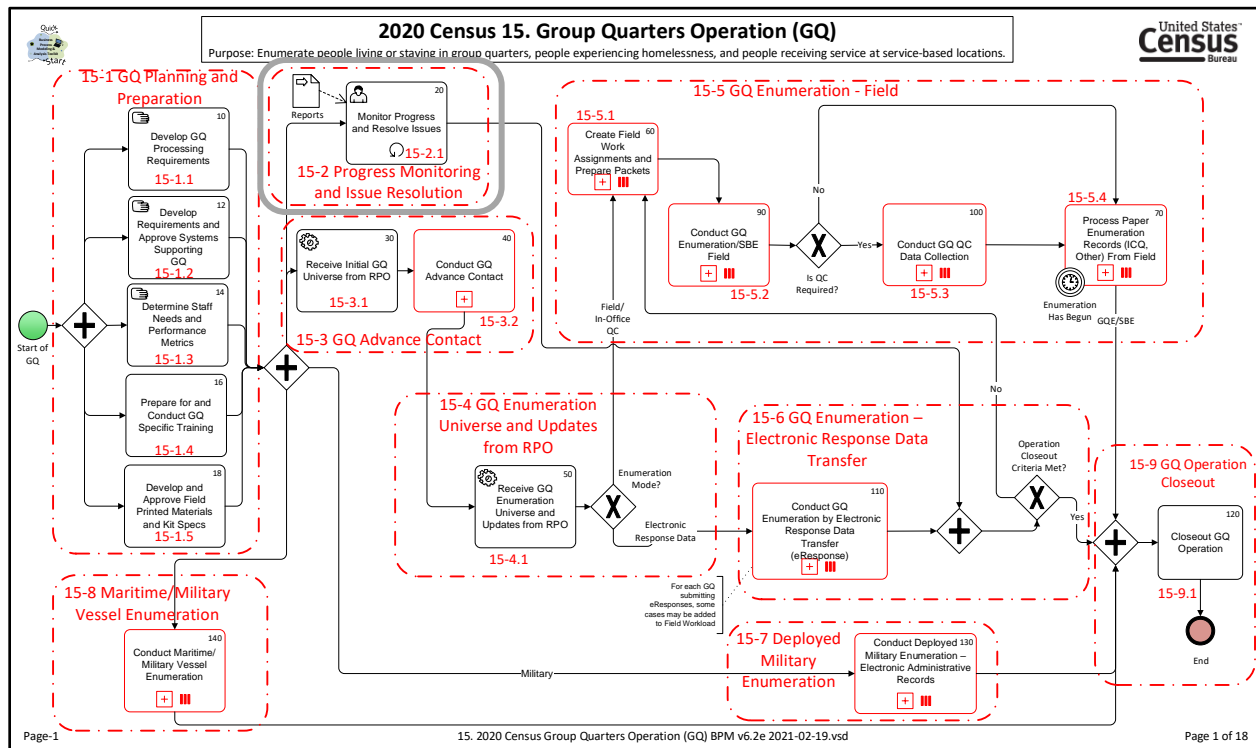 2020 Census 15. Group Quarters Operation (GQ)
Purpose: Enumerate people living or staying in group quarters, people experiencing homelessness, and people receiving service at service-based locations.
Quick
Start
United States®
Census
Bureau
15-1 GQ Planning and
Preparation
10
Develop GQ
Processing
Requirements
15-1.1
12
Develop
Requirements and
Approve Systems
Supporting
GQ
15-1.2
14
Determine Staff
Needs and
Performance
Metrics
15-1.3
16
Prepare for and
Conduct GQ
Specific Training
15-1.4
18
Develop and
Approve Field
Printed Materials
and Kit Specs
15-1.5
Start of
GQ
Reports
20
Monitor Progress
and Resolve Issues
15-2.1
15-2 Progress Monitoring
and Issue Resolution
30
Receive Initial GQ
Universe from RPO
15-3.1
40
Conduct GQ
Advance Contact
15-3.2
15-3 GQ Advance Contact
15-4 GQ Enumeration
Universe and Updates
from RPO
50
Receive GQ
Enumeration
Universe and
Updates from RPO
15-4.1
Enumeration
Mode?
Field/
In-Office
QC
Electronic
Response Data
15-5 GQ Enumeration - Field
15-5.1
60
Create Field
Work
Assignments and
Prepare Packets
90
Conduct GQ
Enumeration/SBE
Field
15-5.2
No
Yes
Is QC
Required?
100
Conduct GQ QC
Data Collection
15-5.3
15-5.4
70
Process Paper
Enumeration
Records (ICQ,
Other) From Field
Enumeration
Has Begun
GQE/SBE
15-6 GQ Enumeration –
Electronic Response Data
Transfer
110
Conduct GQ
Enumeration by Electronic
Response Data
Transfer
(eResponse)
No
Operation
Closeout
Criteria Met?
Yes
For each GQ
submitting
eResponses, some
cases may be added
to Field Workload
15-7 Deployed
Military
Enumeration
130
Conduct Deployed
Military Enumeration –
Electronic Administrative
Records
Military
15-8 Maritime/Military
Vessel Enumeration
140
Conduct Maritime/
Military Vessel
Enumeration
15-9 GQ Operation
Closeout
120
Closeout GQ
Operation
15-9.1
End
Page-1
15. 2020 Census Group Quarters Operation (GQ) BPM v6.2e 2021-02-19.vsd
Page 1 of 18